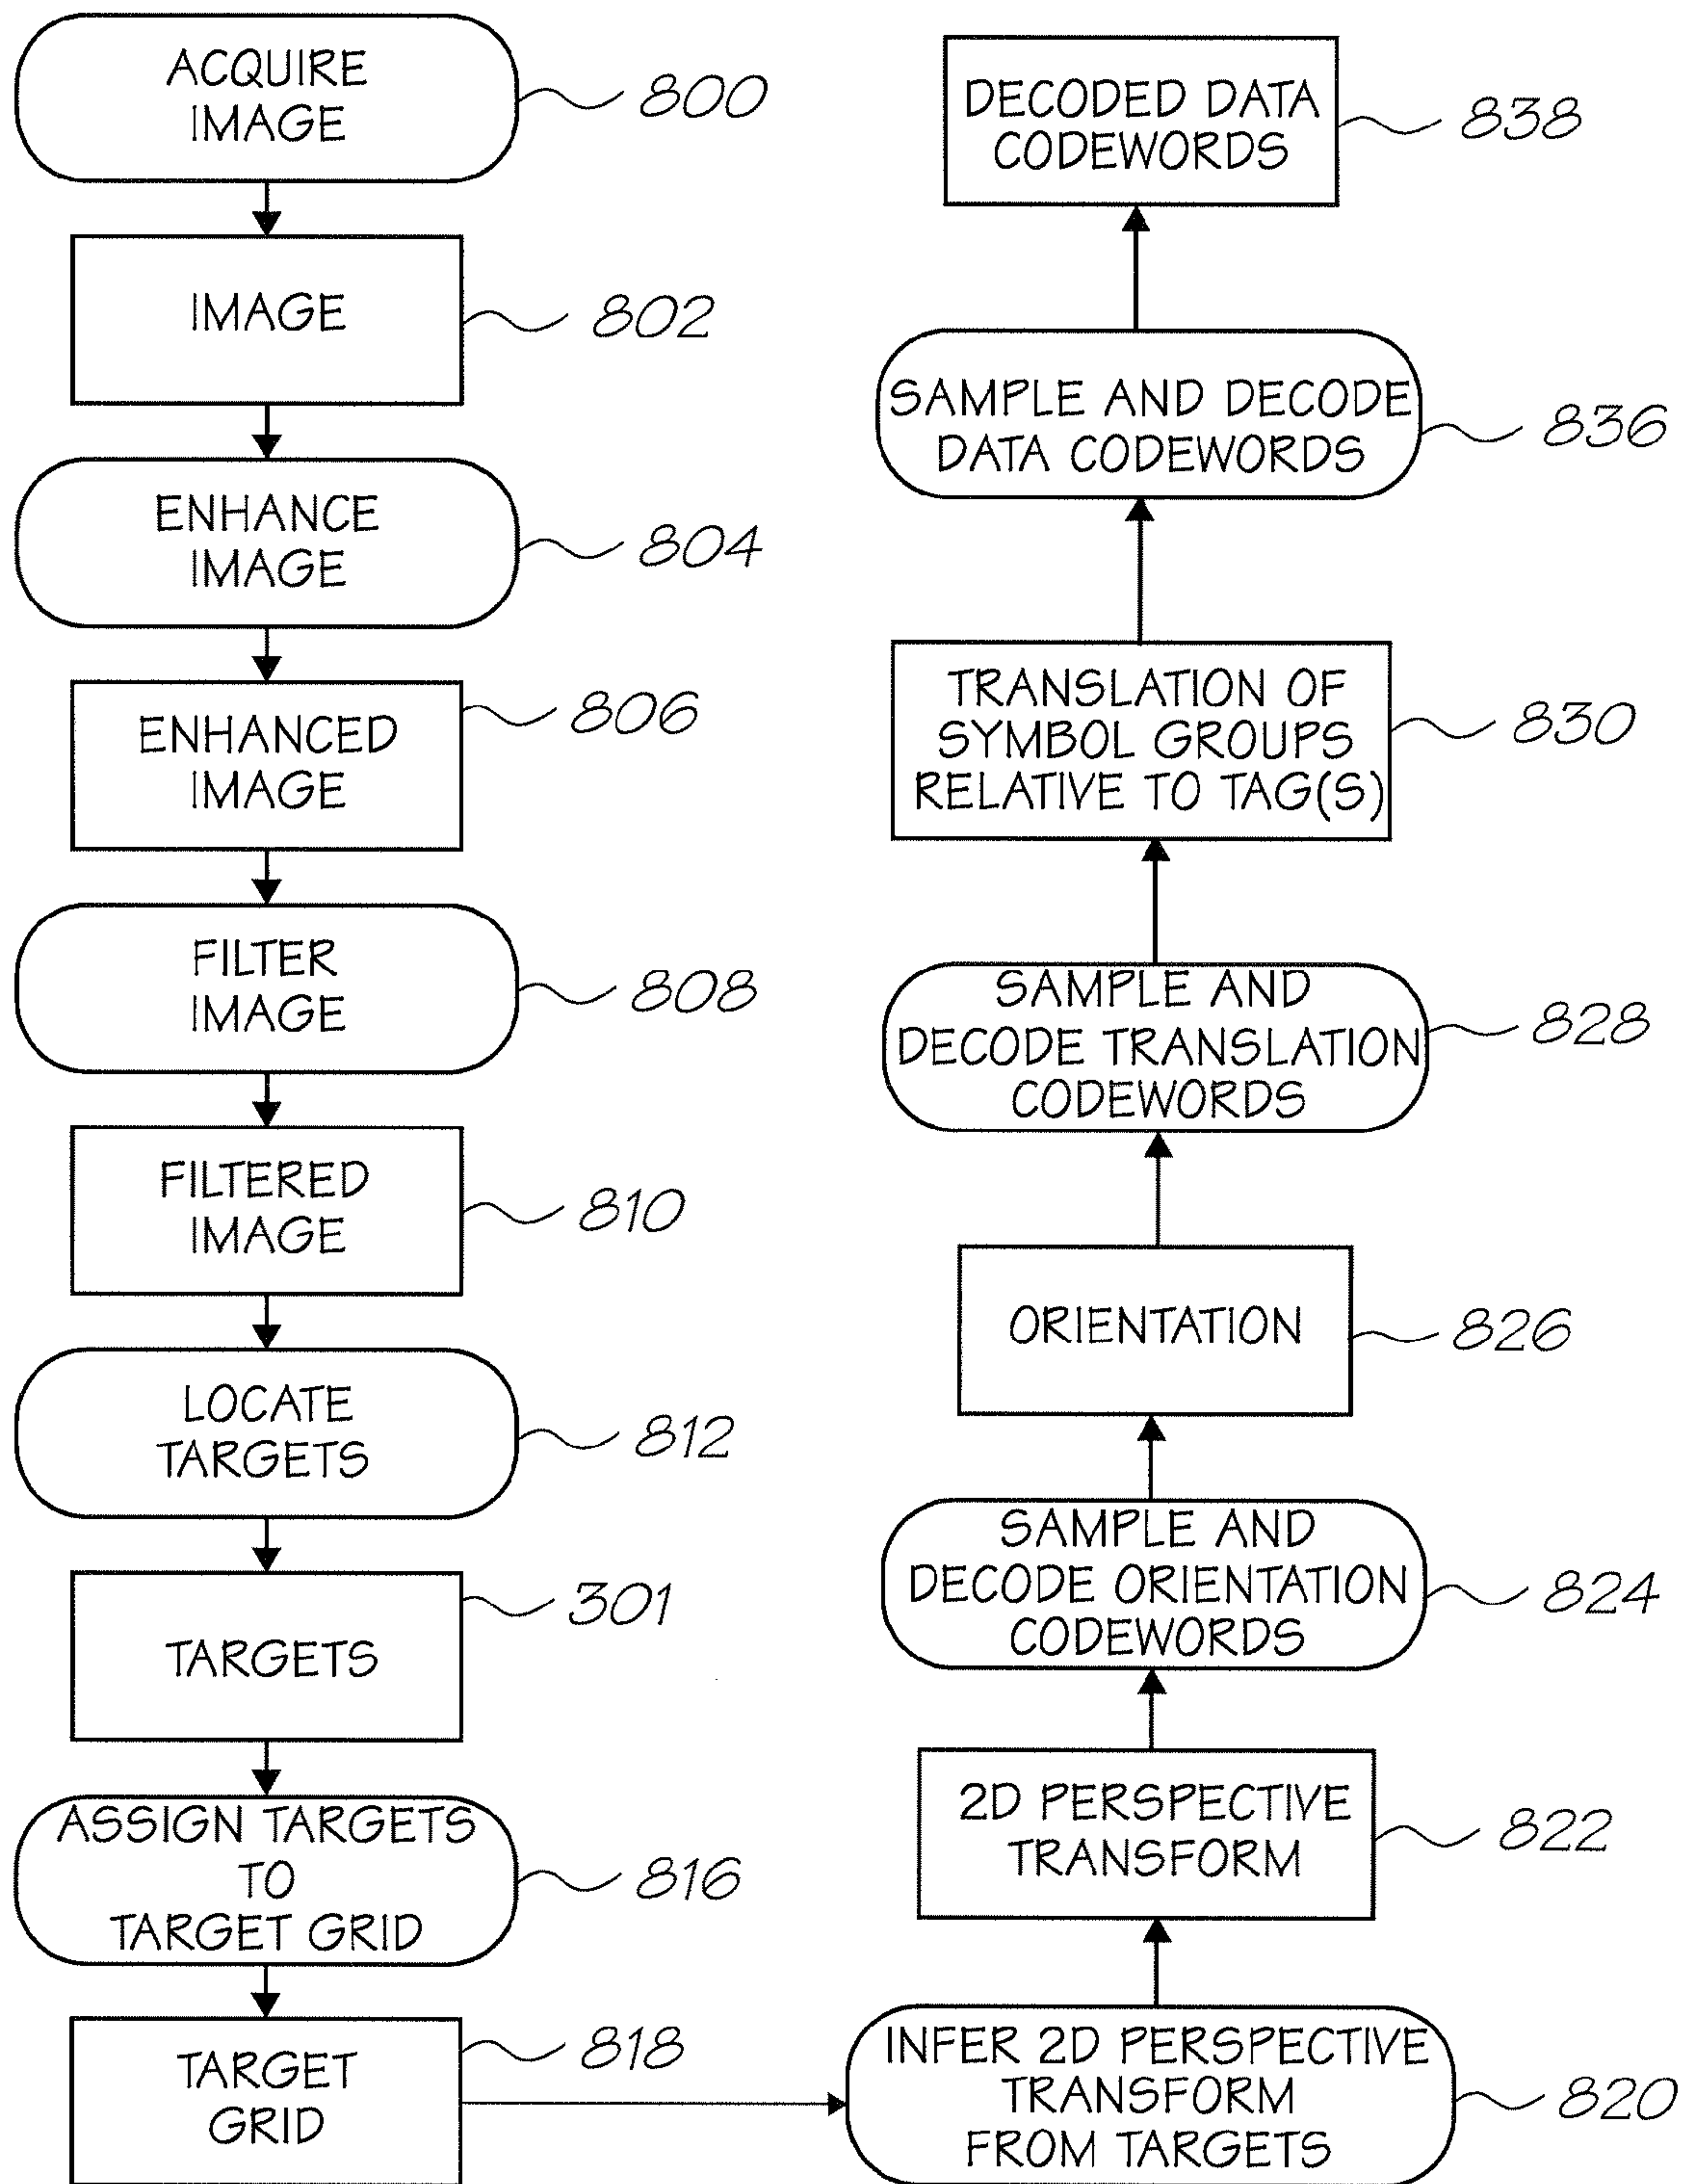 ACQUIRE
IMAGE
800
IMAGE
802
ENHANCE
IMAGE
804
ENHANCED
IMAGE
806
FILTER
IMAGE
808
FILTERED
IMAGE
810
LOCATE
TARGETS
812
TARGETS
301
ASSIGN TARGETS
TO
TARGET GRID
816
TARGET
GRID
818
INFER 2D PERSPECTIVE
TRANSFORM
FROM TARGETS
820
2D PERSPECTIVE
TRANSFORM
822
SAMPLE AND
DECODE ORIENTATION
CODEWORDS
824
ORIENTATION
826
SAMPLE AND
DECODE TRANSLATION
CODEWORDS
828
TRANSLATION OF
SYMBOL GROUPS
RELATIVE TO TAG(S)
830
SAMPLE AND DECODE
DATA CODEWORDS
836
DECODED DATA
CODEWORDS
838